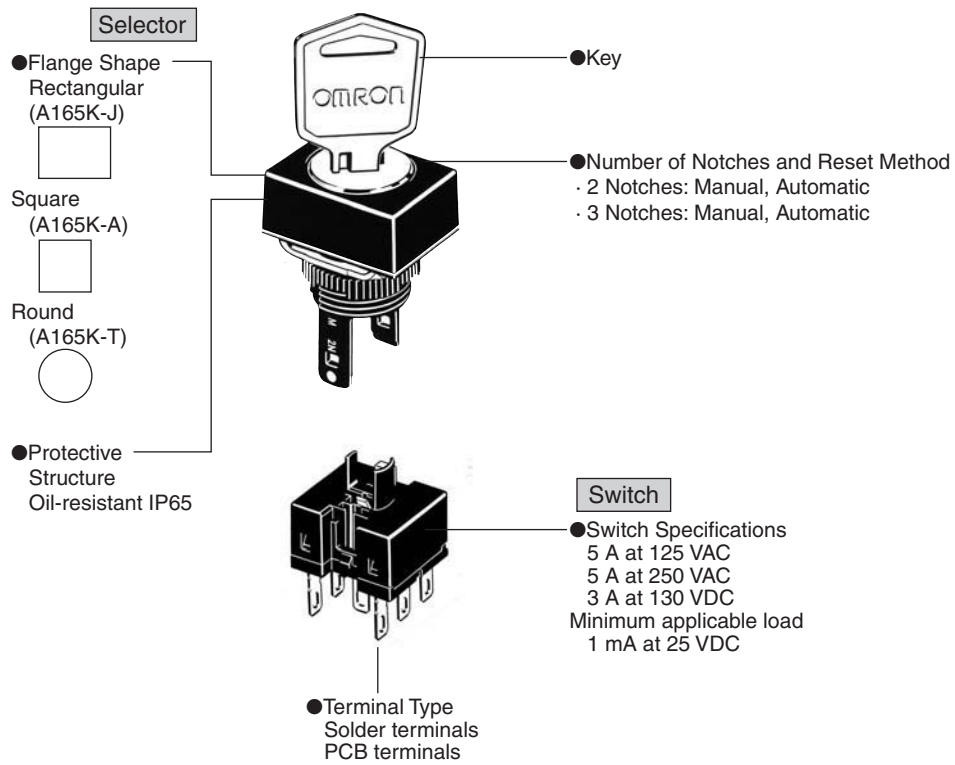 Selector
●Flange Shape
Rectangular
(A165K-J)
Square
(A165K-A)
Round
(A165K-T)
●Protective
Structure
Oil-resistant IP65
OMRON
●Key
●Number of Notches and Reset Method
· 2 Notches: Manual, Automatic
· 3 Notches: Manual, Automatic
M 2N
Switch
●Switch Specifications
5 A at 125 VAC
5 A at 250 VAC
3 A at 130 VDC
Minimum applicable load
1 mA at 25 VDC
●Terminal Type
Solder terminals
PCB terminals